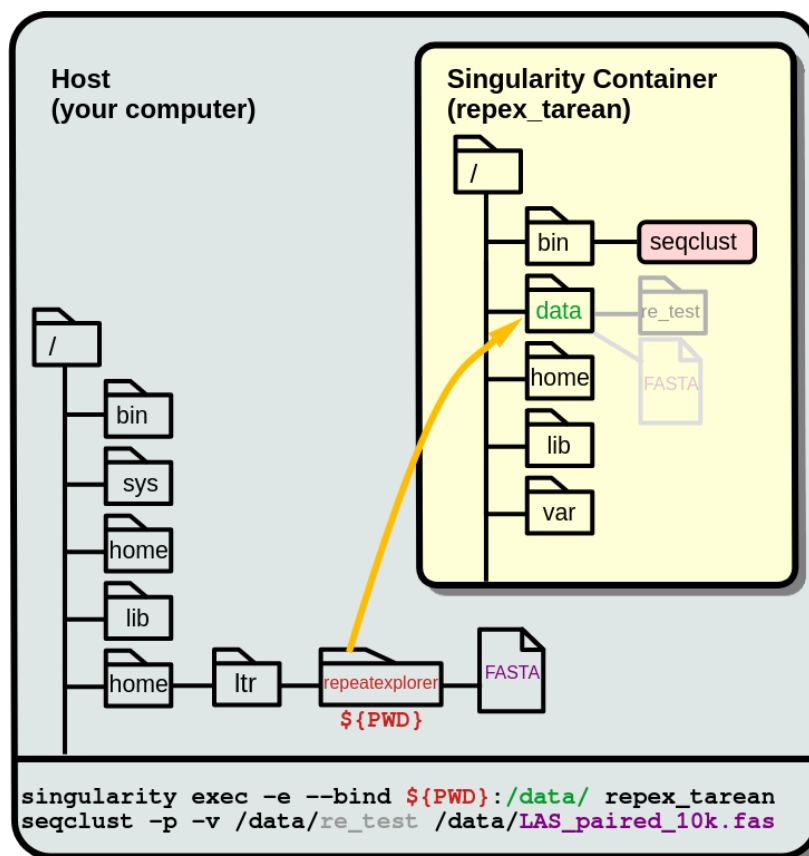 Host
(your computer)
Singularity Container
(repex_tarean)
/
bin
seqclust
data
re_test
home
FASTA
lib
var
/
bin
sys
home
lib
home
ltr
repeatexplorer
FASTA
${PWD}
singularity exec -e --bind ${PWD}:/data/ repex_tarean
seqclust -p -v /data/re_test /data/LAS_paired_10k.fas